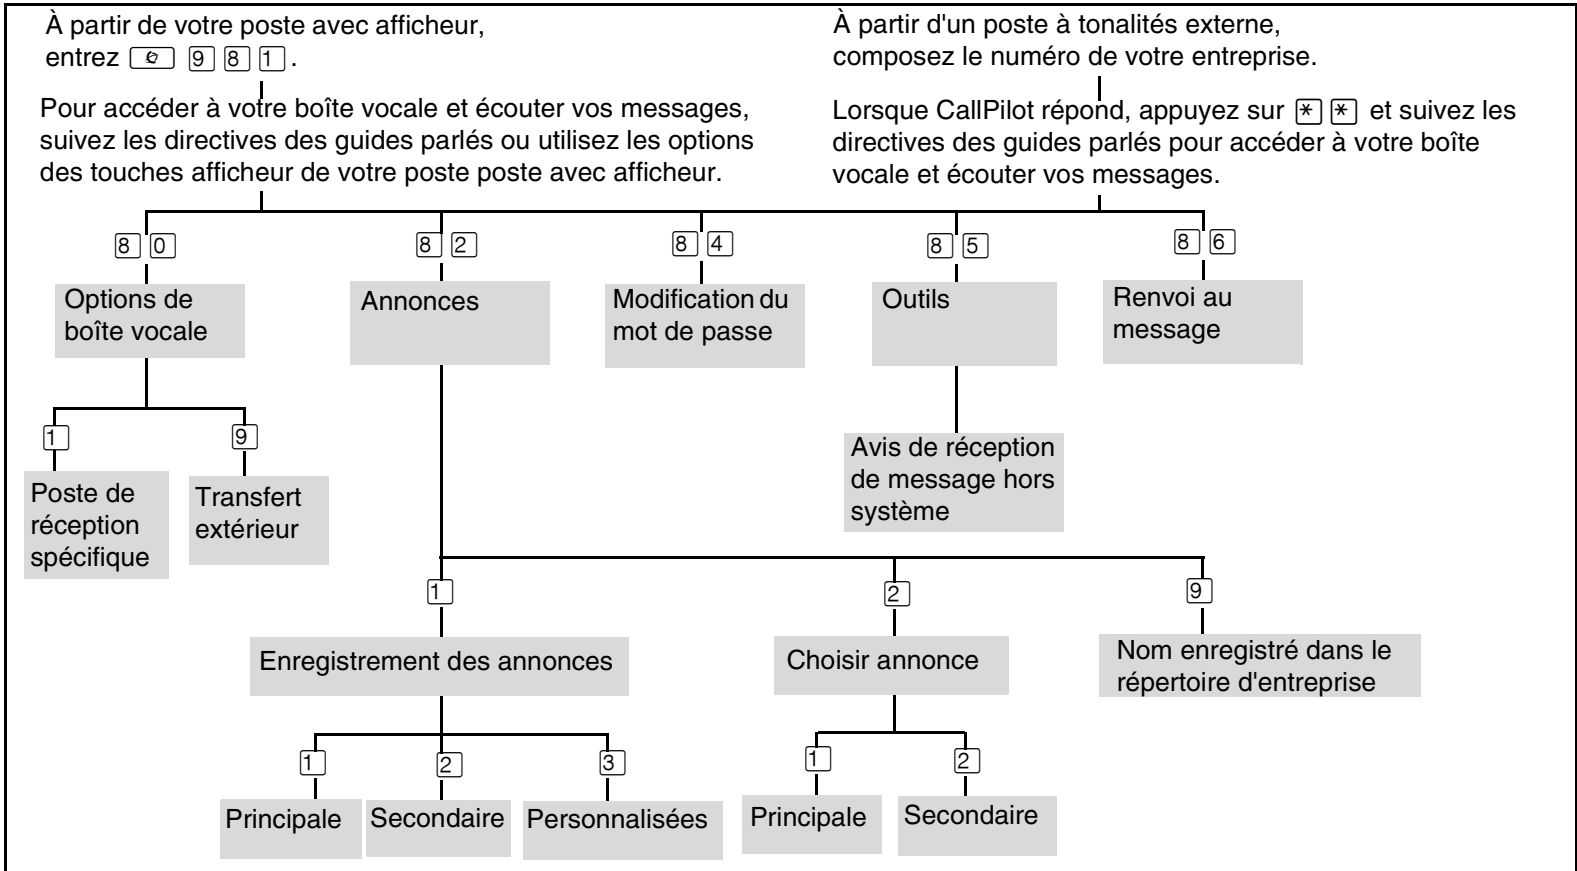 À partir de votre poste avec afficheur,
entrez 9 8 1.
À partir d'un poste à tonalités externe,
composez le numéro de votre entreprise.
Pour accéder à votre boîte vocale et écouter vos messages,
suivez les directives des guides parlés ou utilisez les options
des touches afficheur de votre poste poste avec afficheur.
Lorsque CallPilot répond, appuyez sur * * et suivez les
directives des guides parlés pour accéder à votre boîte
vocale et écouter vos messages.
8 0
8 2
8 4
8 5
8 6
Options de
boîte vocale
Annonces
Modification du
mot de passe
Outils
Renvoi au
message
1
9
Poste de
réception
spécifique
Transfert
extérieur
Avis de réception
de message hors
système
1
2
9
Enregistrement des annonces
Choisir annonce
Nom enregistré dans le
répertoire d'entreprise
1
2
3
1
2
Principale
Secondaire
Personnalisées
Principale
Secondaire